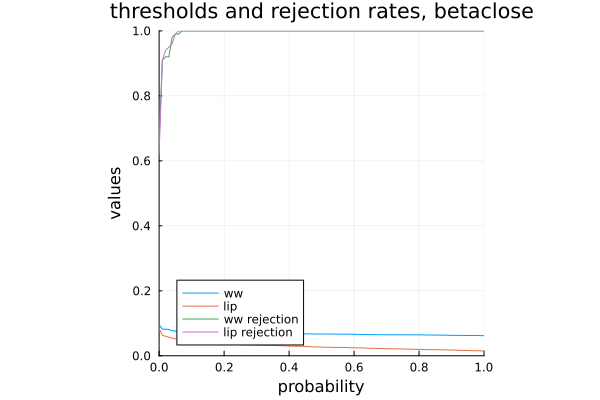 thresholds and rejection rates, betaclose
1.0
0.8
0.6
0.4
0.2
0.0
values
ww
lip
ww rejection
lip rejection
0.0 0.2 0.4 0.6 0.8 1.0
probability